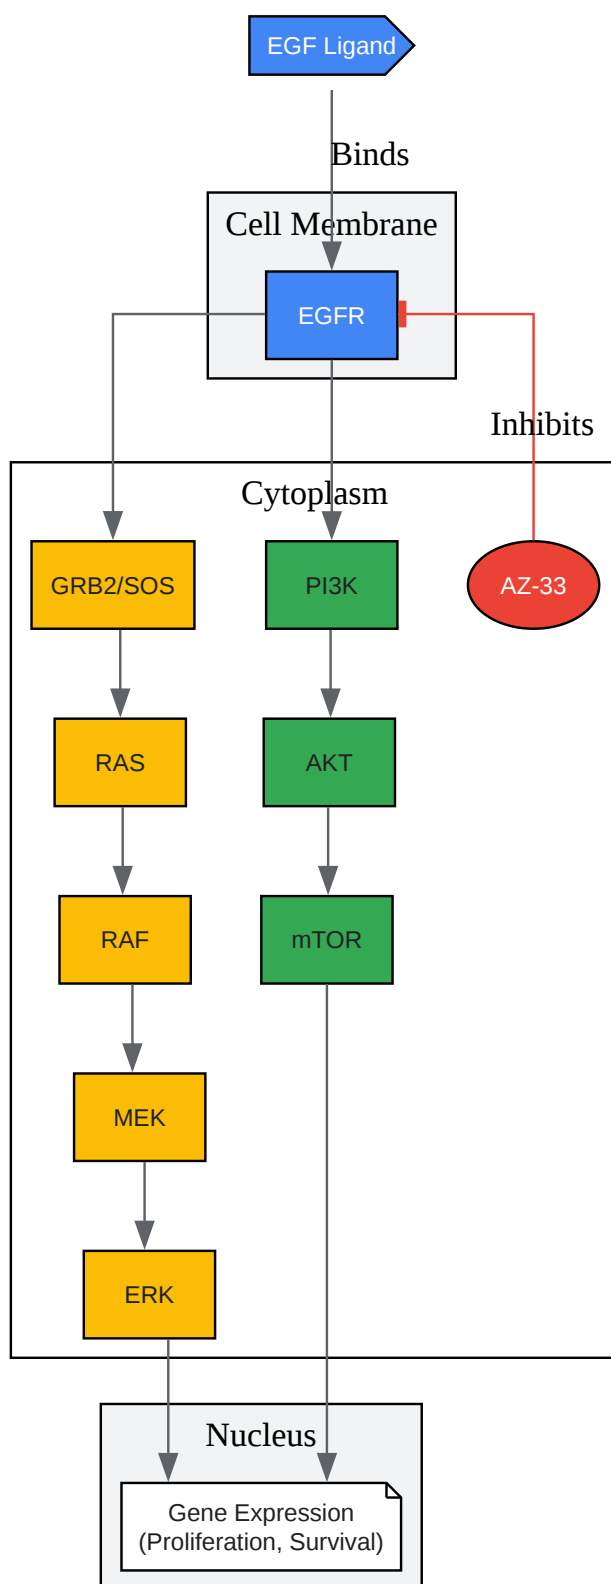 EGF Ligand
Binds
Cell Membrane
EGFR
Inhibits
Cytoplasm
GRB2/SOS
PI3K
AZ-33
RAS
AKT
RAF
mTOR
MEK
ERK
Nucleus
Gene Expression
(Proliferation, Survival)